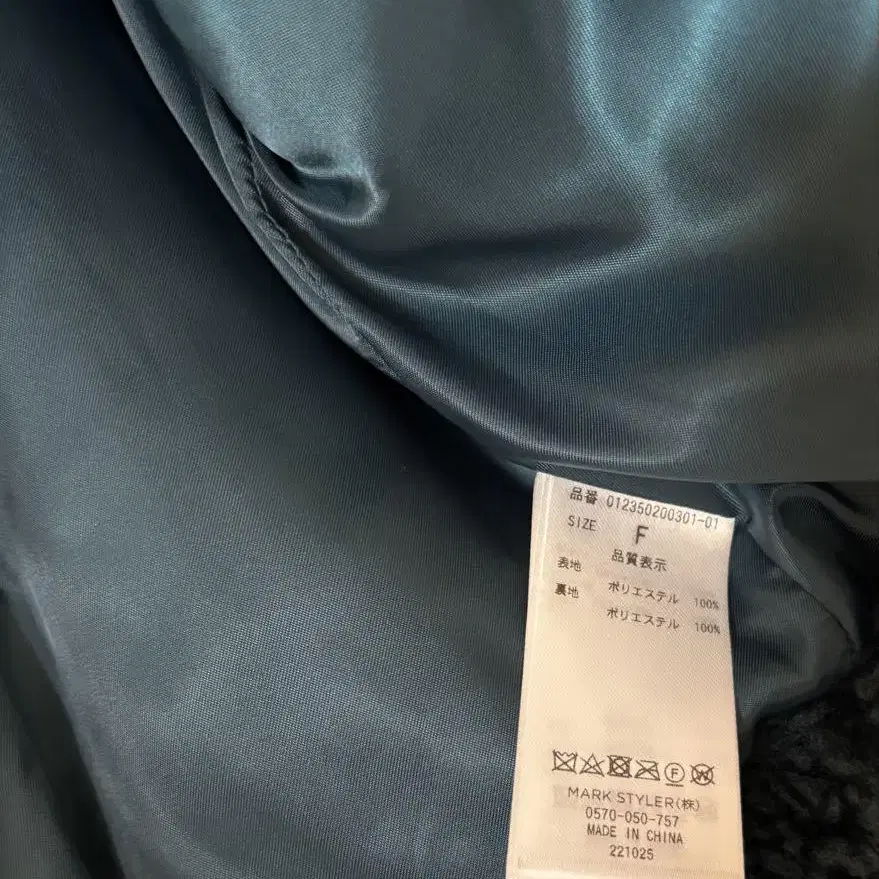 品番 012350200301-01
SIZE F
品質表示
表地 ポリエステル 100%
裏地 ポリエステル 100%
F W
MARK STYLER(株)
0570-050-757
MADE IN CHINA
221025